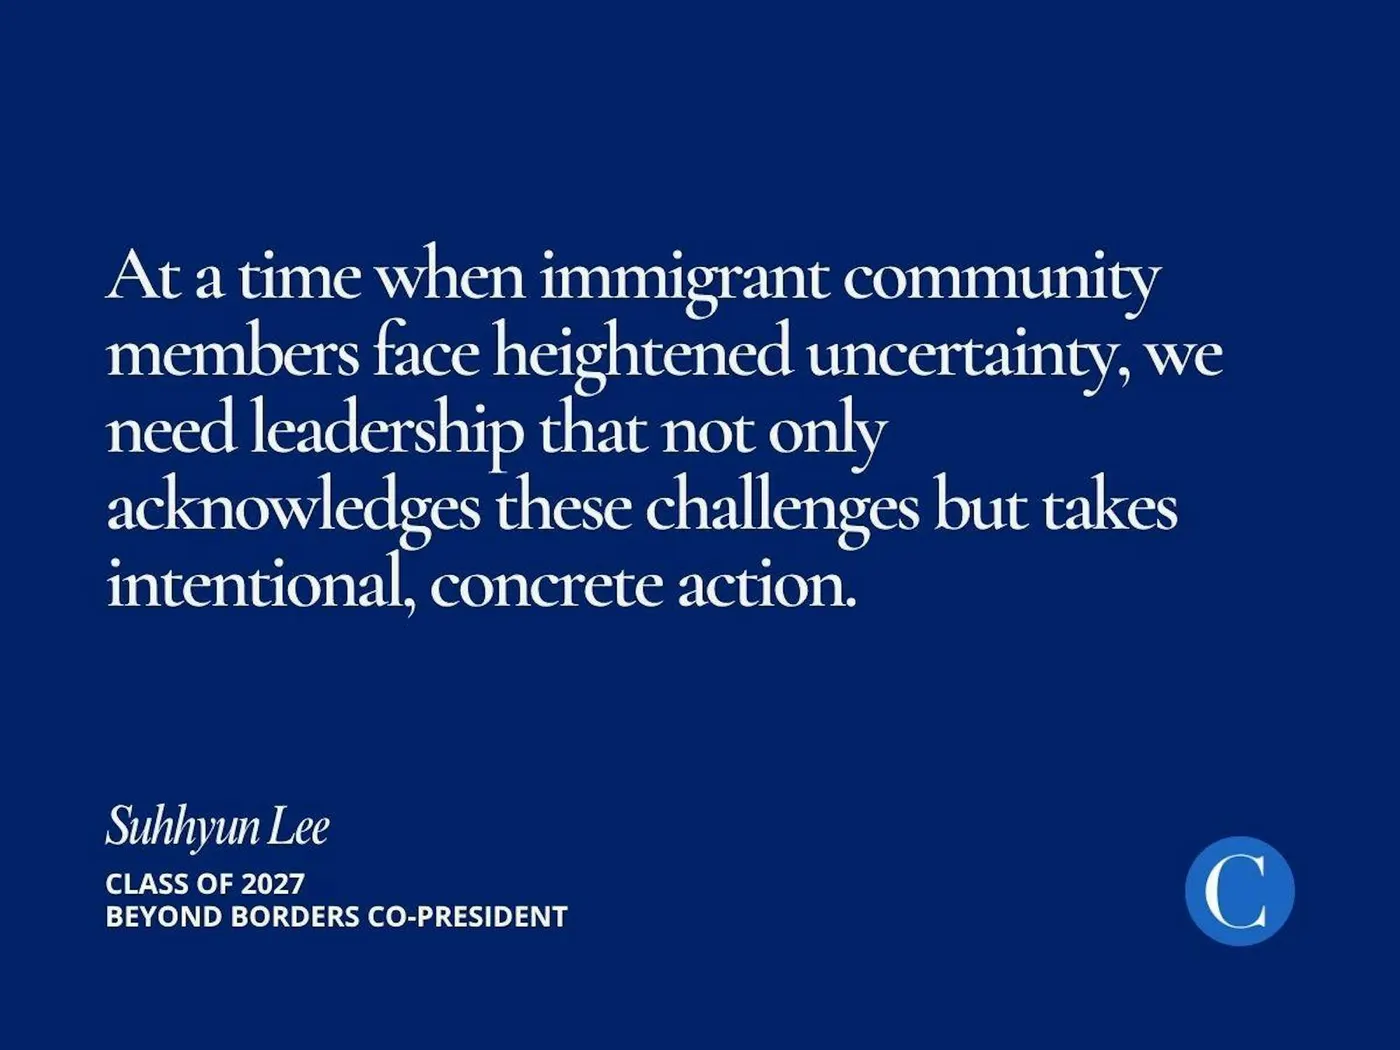 At a time when immigrant community
members face heightened uncertainty, we
need leadership that not only
acknowledges these challenges but takes
intentional, concrete action.
Suhhyun Lee
CLASS OF 2027
BEYOND BORDERS CO-PRESIDENT
C